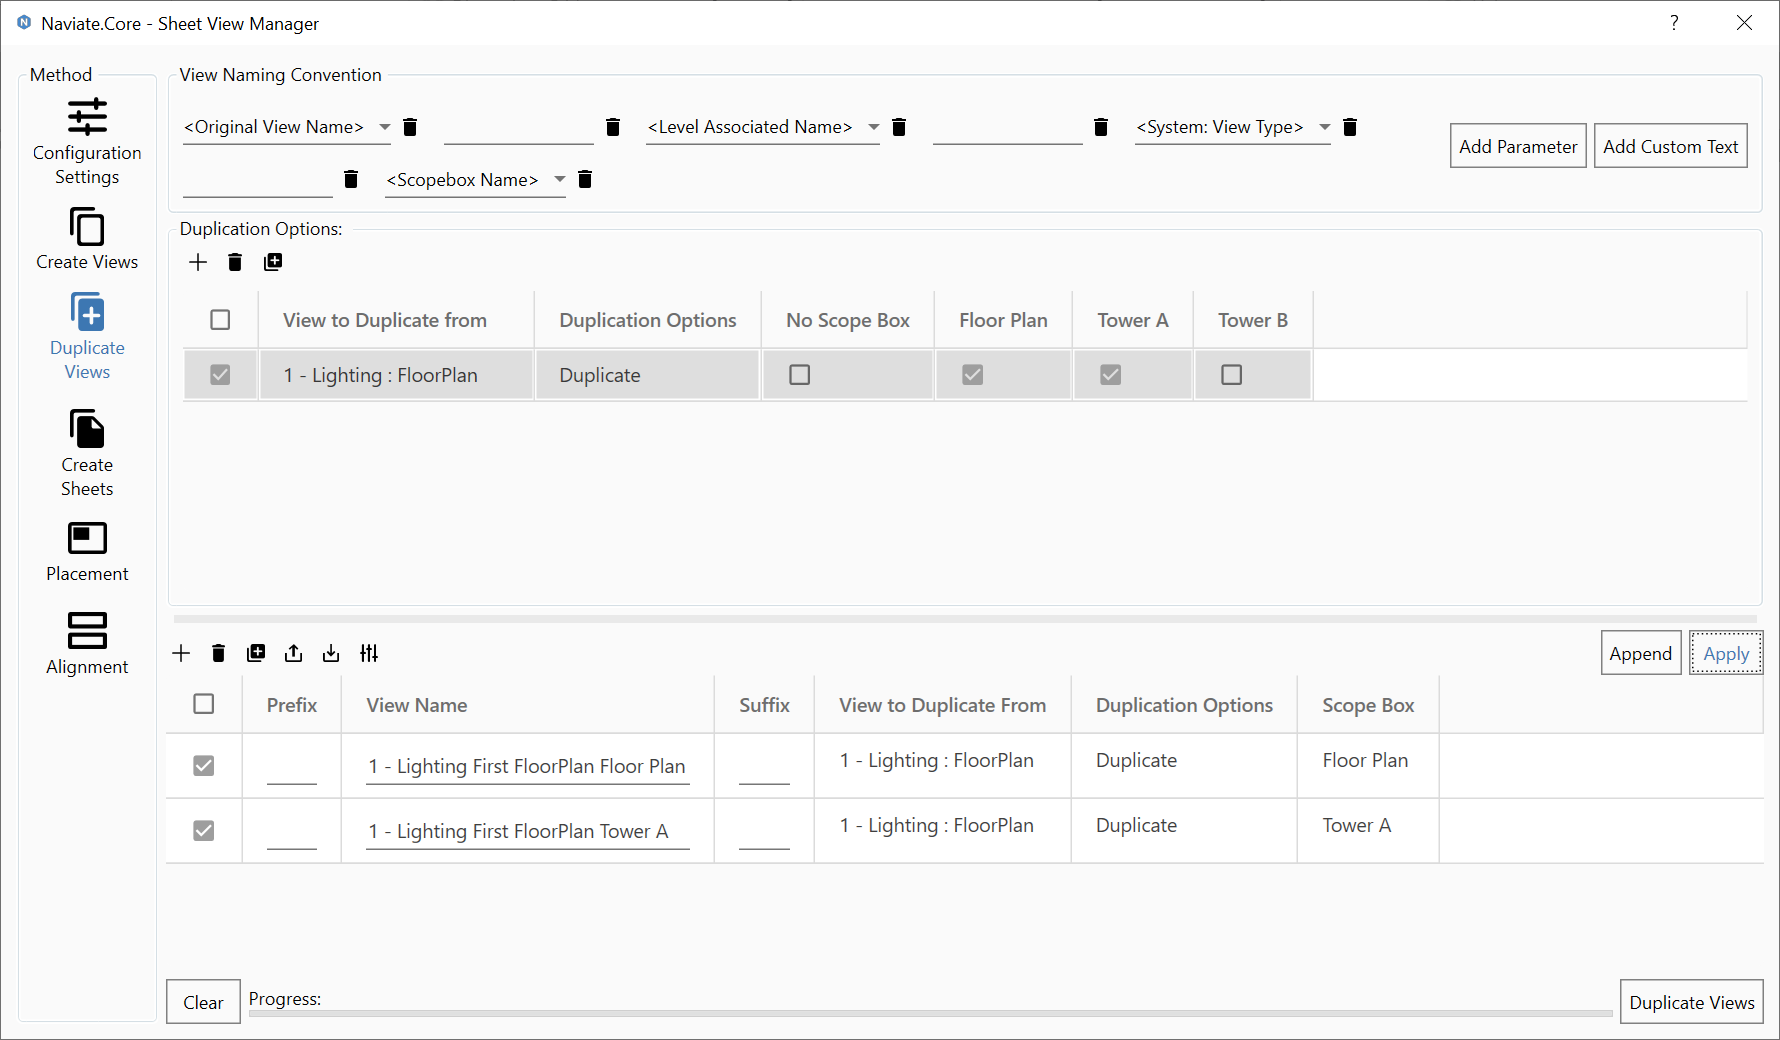 Naviate.Core - Sheet View Manager
?
Method
Configuration
Settings
Create Views
Duplicate
Views
Create
Sheets
Placement
Alignment
View Naming Convention
<Original View Name>
<Level Associated Name>
<System: View Type>
Add Parameter
Add Custom Text
<Scopebox Name>
Duplication Options:
View to Duplicate from
Duplication Options
No Scope Box
Floor Plan
Tower A
Tower B
1 - Lighting : FloorPlan
Duplicate
Append
Apply
Prefix
View Name
Suffix
View to Duplicate From
Duplication Options
Scope Box
1 - Lighting First FloorPlan Floor Plan
1 - Lighting : FloorPlan
Duplicate
Floor Plan
1 - Lighting First FloorPlan Tower A
1 - Lighting : FloorPlan
Duplicate
Tower A
Clear
Progress:
Duplicate Views